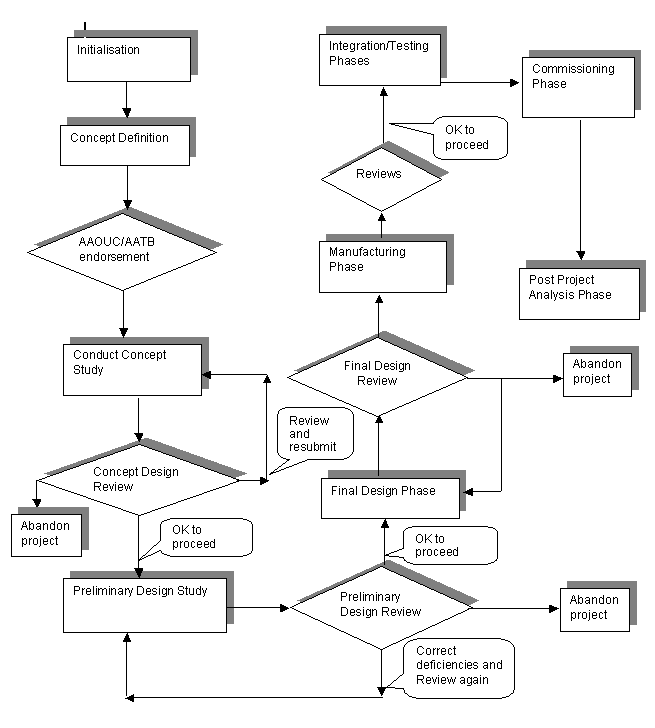 Initialisation
Concept Definition
AAOUC/AATB
endorsement
Conduct Concept
Study
Review
and
resubmit
Concept Design
Review
Abandon
project
OK to
proceed
Preliminary Design Study
Preliminary
Design Review
Abandon
project
Correct
deficiencies and
Review again
OK to
proceed
Final Design Phase
Final Design
Review
Abandon
project
Manufacturing
Phase
Reviews
OK to
proceed
Integration/Testing
Phases
Commissioning
Phase
Post Project
Analysis Phase